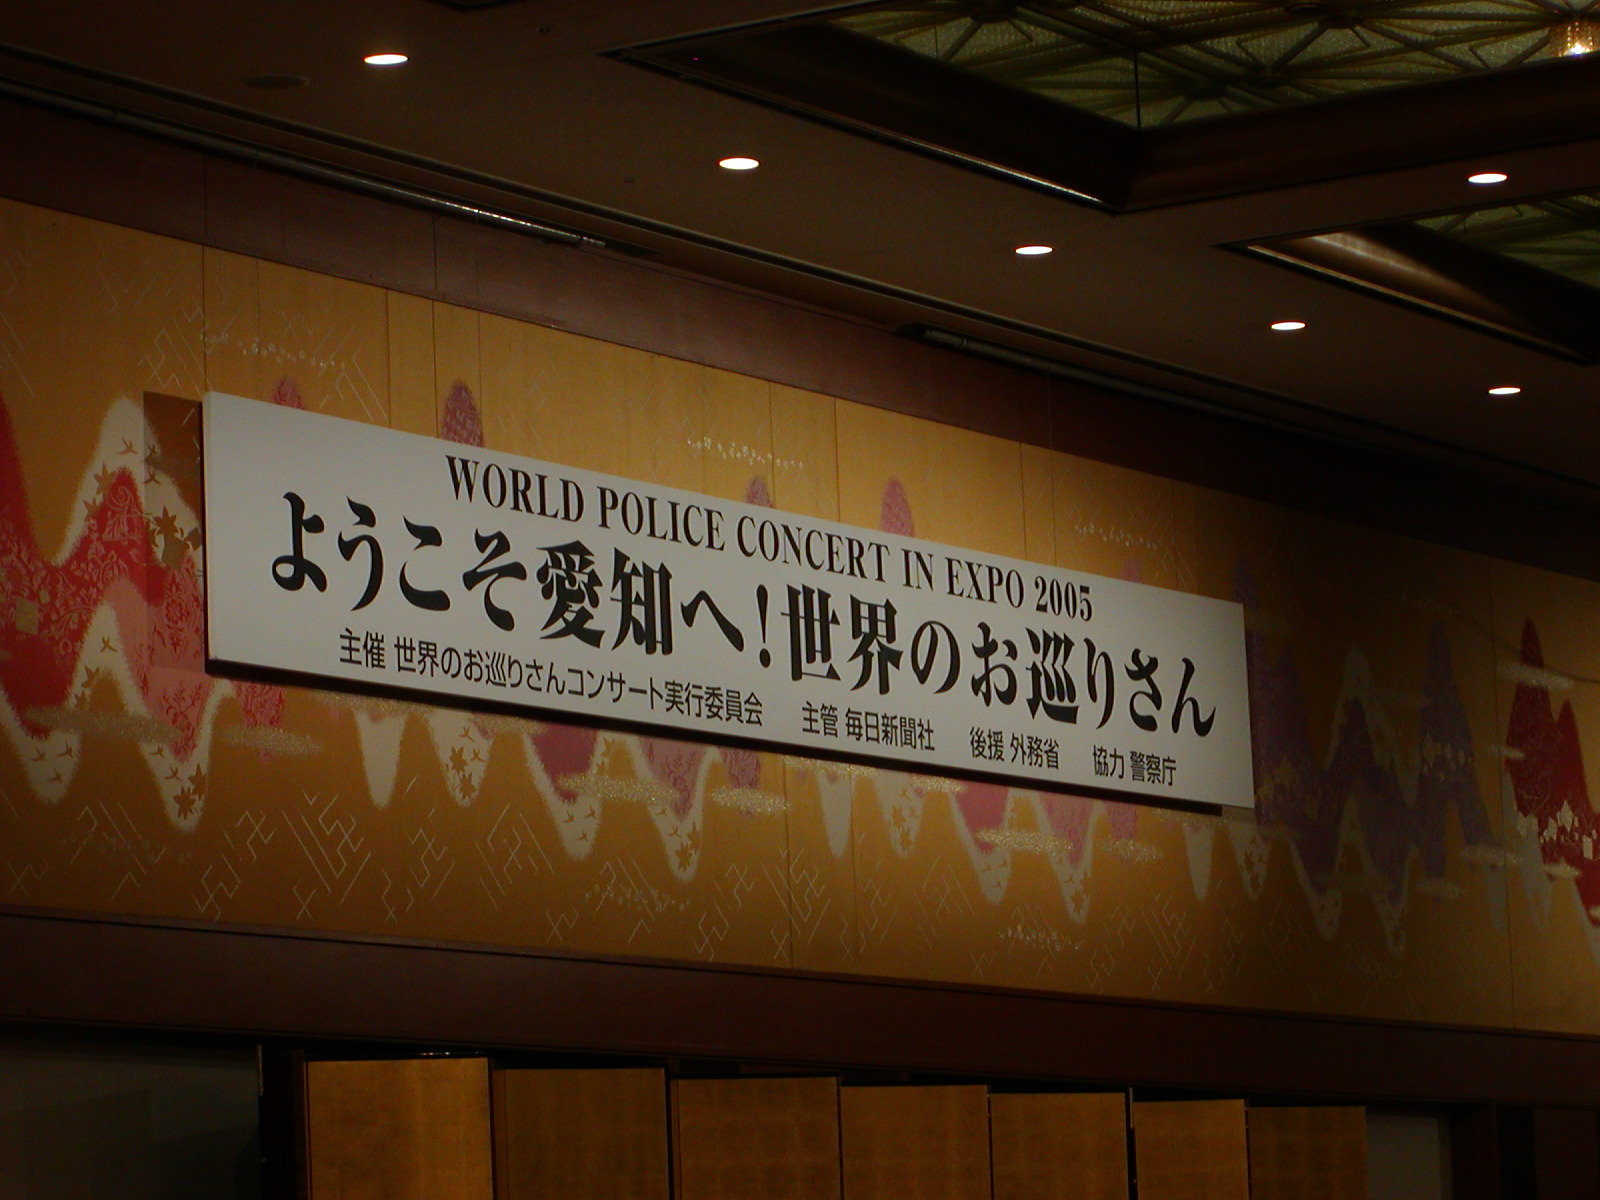 WORLD POLICE CONCERT IN EXPO 2005
ようこそ愛知へ!世界のお巡りさん
主催 世界のお巡りさんコンサート実行委員会 主管 毎日新聞社 後援 外務省 協力 警察庁